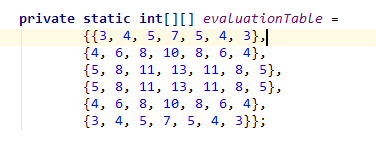 private static int[][] evaluationTable =
{{3, 4, 5, 7, 5, 4, 3},
{4, 6, 8, 10, 8, 6, 4},
{5, 8, 11, 13, 11, 8, 5},
{5, 8, 11, 13, 11, 8, 5},
{4, 6, 8, 10, 8, 6, 4},
{3, 4, 5, 7, 5, 4, 3}};